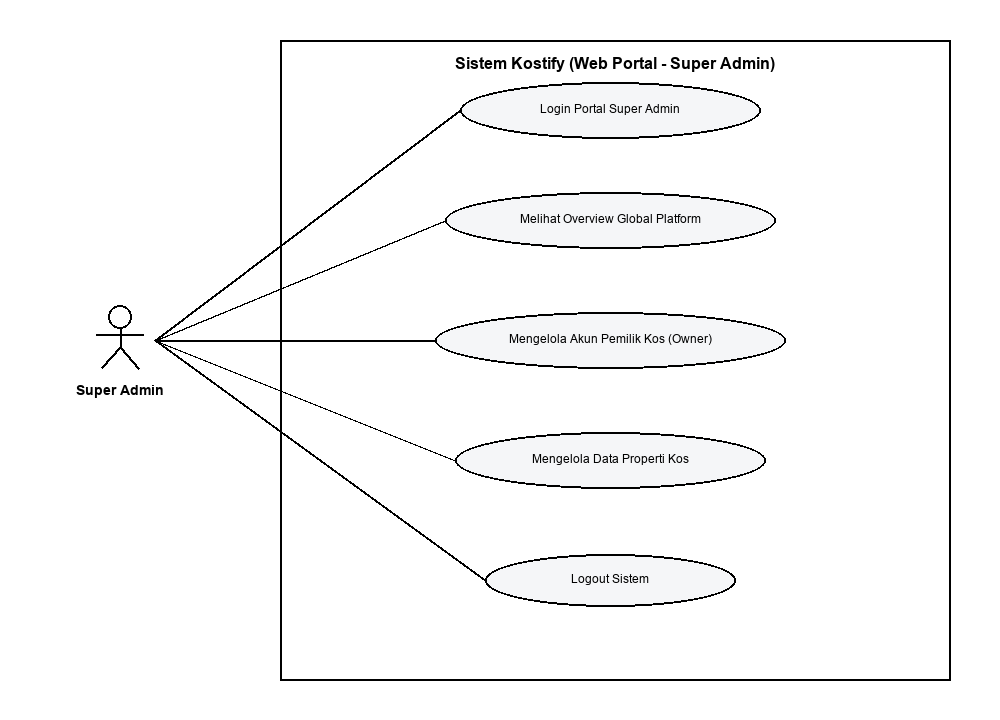 Sistem Kostify (Web Portal - Super Admin)
Login Portal Super Admin
Melihat Overview Global Platform
Mengelola Akun Pemilik Kos (Owner)
Super Admin
Mengelola Data Properti Kos
Logout Sistem